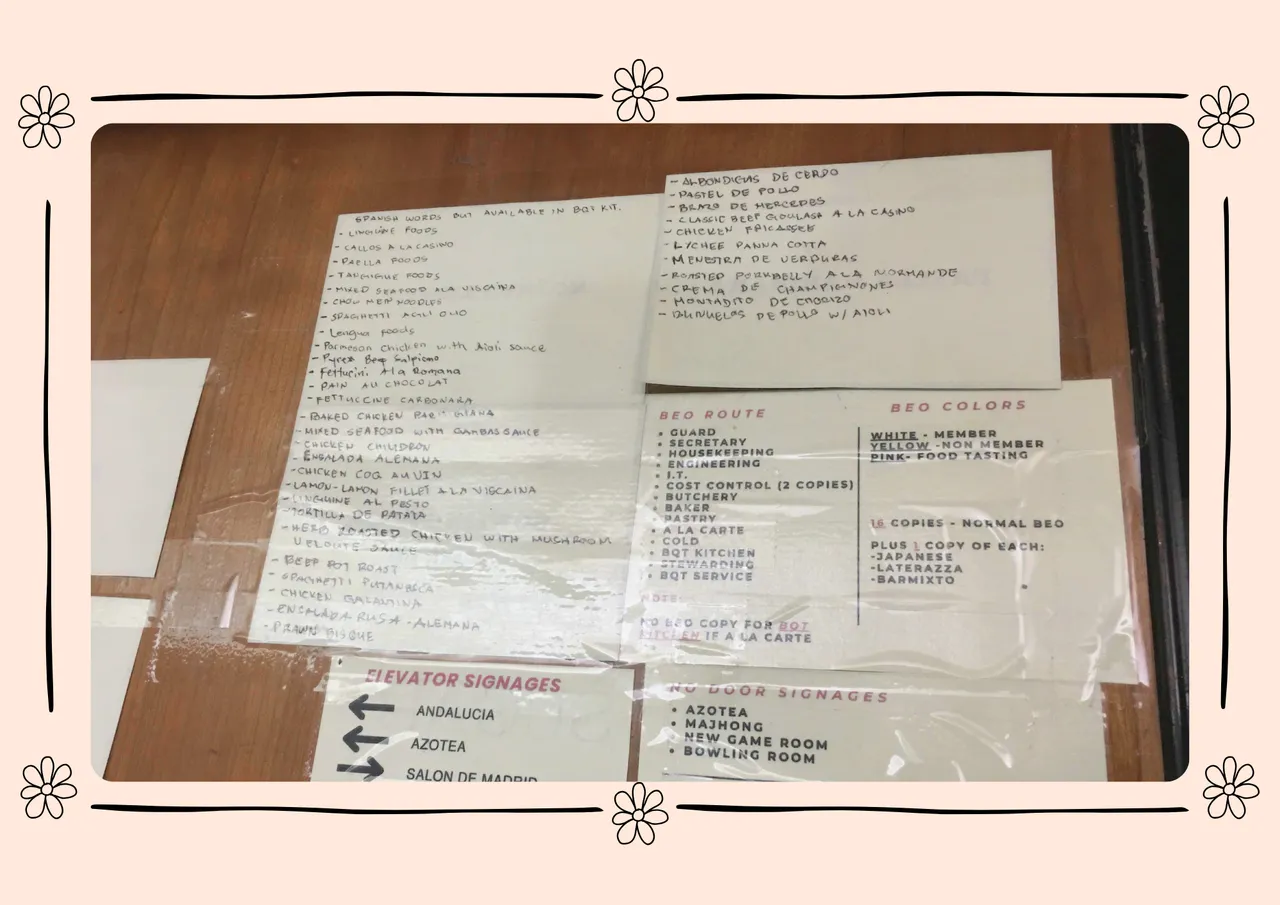 SPANISH WORDS BUT AVAILABLE IN BQT KIT.
- LINGUINE FOODS
- CALLOS A LA CASINO
- PAELLA FOODS
- TANGIGUE FOODS
- MIXED SEAFOOD ALA VISCAINA
- CHOW MEIN NOODLES
- SPAGHETTI AGLI OLIO
- Lengua foods
- Parmesan Chicken with Aioli sauce
- Pyrex Beef Salpicao
- Fettucini Ala Romana
- PAIN AU CHOCOLAT
- FETTUCCINE CARBONARA
- BAKED CHICKEN PARMIGIANA
- MIXED SEAFOOD WITH GAMBAS SAUCE
- CHICKEN CHILINDRON
- ENSALADA ALEMANA
- CHICKEN COQ AU VIN
- LAMON-LAMON FILLET A LA VISCAINA
- LINGUINE AL PESTO
- TORTILLA DE PATATA
- HERB ROASTED CHICKEN WITH MUSHROOM
VELOUTE SAUCE
- BEEF POT ROAST
- SPAGHETTI PUTANESCA
- CHICKEN GALANTINA
- ENSALADA RUSA - ALEMANA
- PRAWN BISQUE
- ALBONDIGAS DE CERDO
- PASTEL DE POLLO
- BRAZO DE MERCEDES
- CLASSIC BEEF GOULASH A LA CASINO
- CHICKEN FRICASSEE
- LYCHEE PANNA COTTA
- MENESTRA DE VERDURAS
- ROASTED PORKBELLY A LA NORMANDE
- CREMA DE CHAMPIGNONES
- MONTADITO DE CHORIZO
- BUNUELOS DE POLLO W/ AIOLI
BEO ROUTE
• GUARD
• SECRETARY
• HOUSEKEEPING
• ENGINEERING
• I.T.
• COST CONTROL (2 COPIES)
• BUTCHERY
• BAKER
• PASTRY
• A LA CARTE
• COLD
• BQT KITCHEN
• STEWARDING
• BQT SERVICE
NOTE:
NO BEO COPY FOR BQT
KITCHEN IF A LA CARTE
BEO COLORS
WHITE - MEMBER
YELLOW -NON MEMBER
PINK- FOOD TASTING
16 COPIES - NORMAL BEO
PLUS 1 COPY OF EACH:
-JAPANESE
-LATERAZZA
-BARMIXTO
ELEVATOR SIGNAGES
ANDALUCIA
AZOTEA
SALON DE MADRID
NO DOOR SIGNAGES
• AZOTEA
• MAJHONG
• NEW GAME ROOM
• BOWLING ROOM